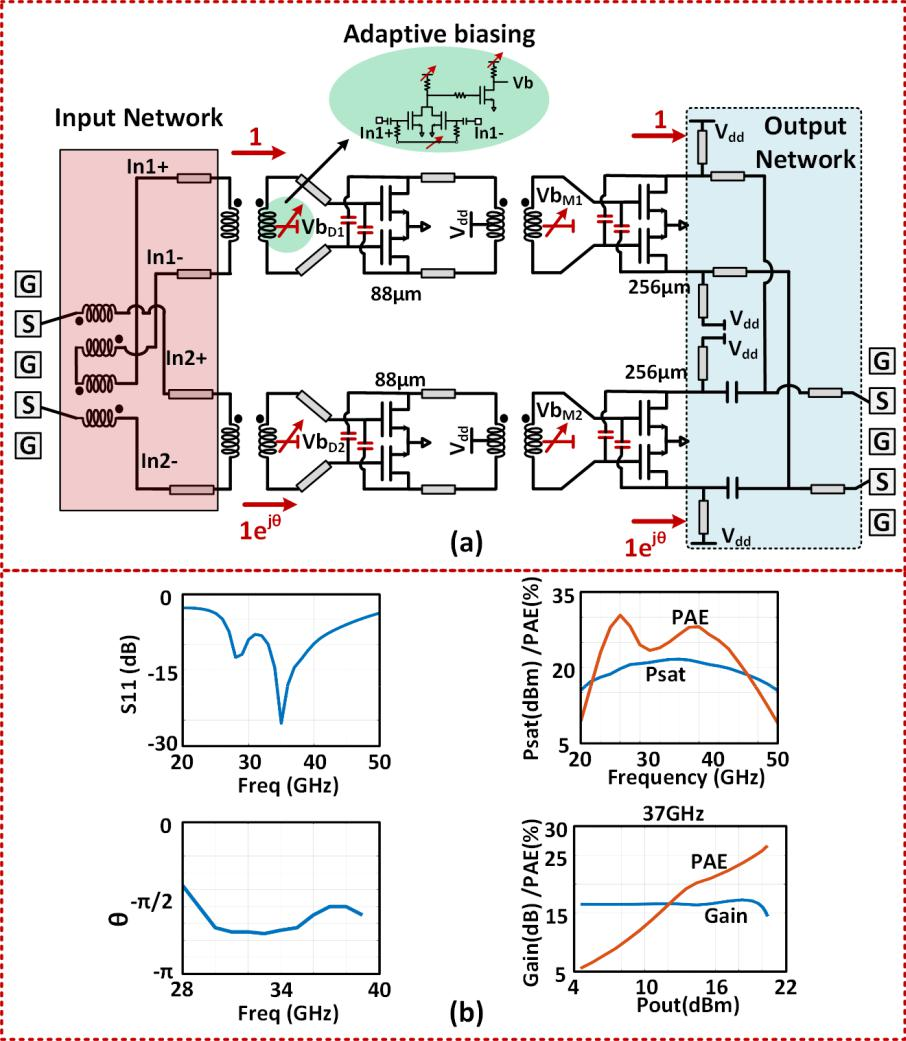 Adaptive biasing
Vb
In1+
In1-
Input Network
1
1
Output
Network
Vdd
In1+
In1-
VbD1
Vdd
VbM1
88µm
256µm
Vdd
Vdd
G
S
G
S
G
In2+
In2-
88µm
256µm
VbD2
Vdd
VbM2
G
S
G
S
G
1ejθ
1ejθ
Vdd
(a)
S11 (dB)
0
-15
-30
20
30
40
50
Freq (GHz)
Psat(dBm) /PAE(%)
35
20
5
PAE
Psat
20
30
40
50
Frequency (GHz)
θ
0
-π/2
-π
28
34
40
Freq (GHz)
37GHz
Gain(dB) /PAE(%)
30
25
15
5
PAE
Gain
4
10
16
22
Pout(dBm)
(b)